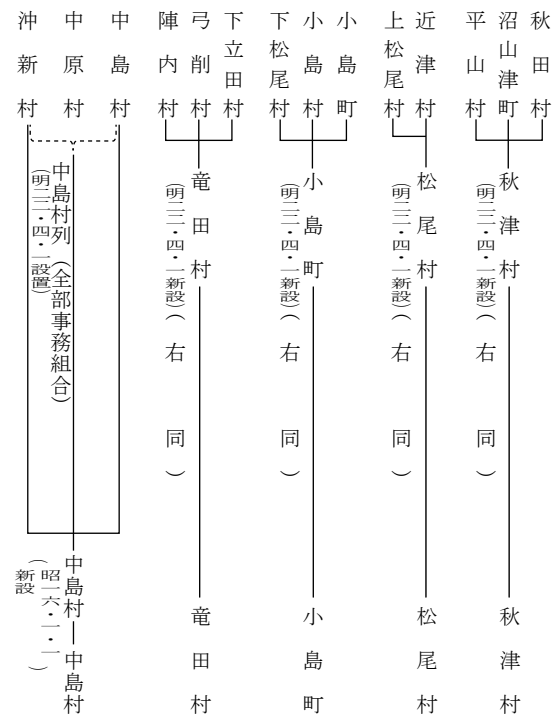 秋田村
沼山津町
平山村
秋津村
（明二二・四・一新設）（右同）
秋津村
近津村
上松尾村
松尾村
（明二二・四・一新設）（右同）
松尾村
小島町
小島村
下松尾村
小島町
（明二二・四・一新設）（右同）
小島町
下立田村
弓削村
陣内村
竜田村
（明二二・四・一新設）（右同）
竜田村
中島村
中原村
沖新村
中島村列（全部事務組合）
（明二二・四・一設置）
中島村
（昭一六・一・一新設）
中島村